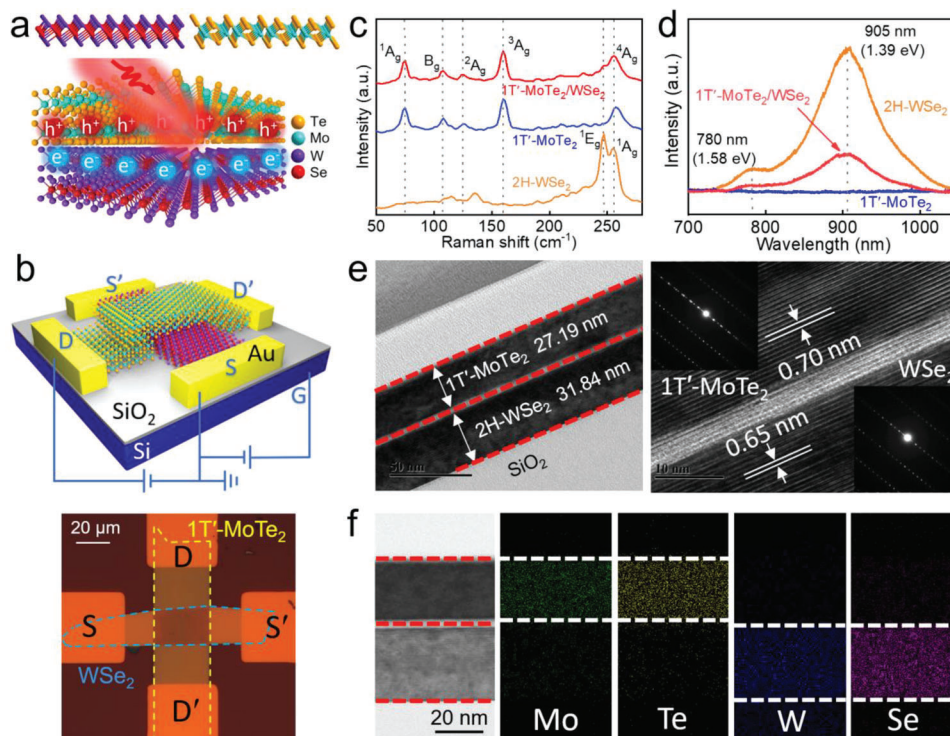 a
h⁺ h⁺ h⁺ h⁺ h⁺
e⁻ e⁻ e⁻ e⁻ e⁻ e⁻ e⁻
Te
Mo
W
Se
b
S′
D′
D
S
Au
G
SiO₂
Si
20 μm
1T′-MoTe₂
D
S
S′
WSe₂
D′
c
Intensity (a.u.)
¹Ag
Bg
²Ag
³Ag
⁴Ag
1T′-MoTe₂/WSe₂
1T′-MoTe₂
¹Eg
¹Ag
2H-WSe₂
50 100 150 200 250
Raman shift (cm⁻¹)
d
Intensity (a.u.)
905 nm
(1.39 eV)
1T′-MoTe₂/WSe₂
2H-WSe₂
780 nm
(1.58 eV)
1T′-MoTe₂
700 800 900 1000
Wavelength (nm)
e
1T′-MoTe₂ 27.19 nm
2H-WSe₂ 31.84 nm
SiO₂
50 nm
0.70 nm
1T′-MoTe₂
WSe₂
0.65 nm
10 nm
f
20 nm
Mo
Te
W
Se